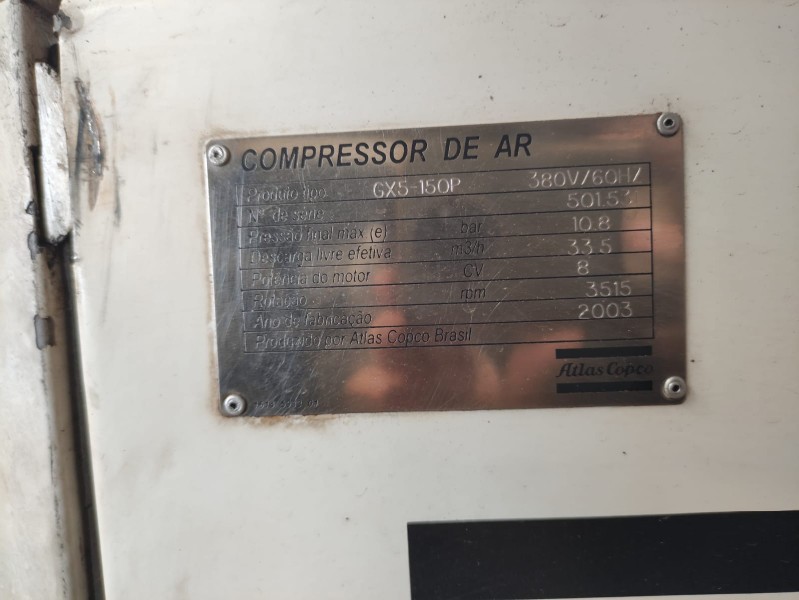 COMPRESSOR DE AR
Produto tipo GX5-150P 380V/60H/
Nº de série 50153
Pressão final máx (e) bar 10.8
Descarga livre efetiva m3/h 33.5
Potência do motor CV 8
Rotação rpm 3515
Ano de fabricação 2003
Produzido por Atlas Copco Brasil
Atlas Copco